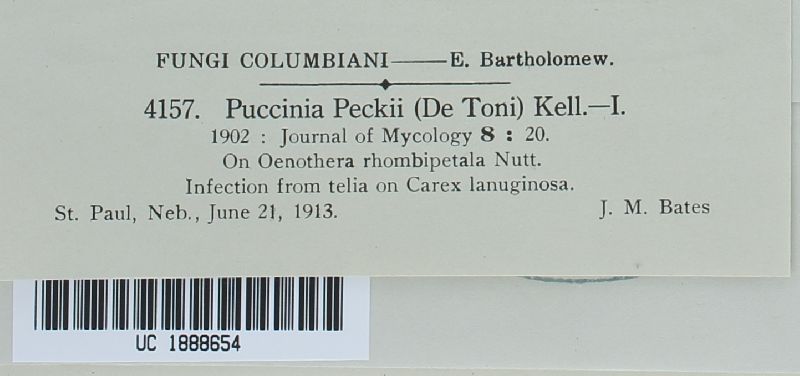 FUNGI COLUMBIANI——E. Bartholomew.
4157. Puccinia Peckii (De Toni) Kell.—I.
1902 : Journal of Mycology 8 : 20.
On Oenothera rhombipetala Nutt.
Infection from telia on Carex lanuginosa.
St. Paul, Neb., June 21, 1913. J. M. Bates
UC 1888654